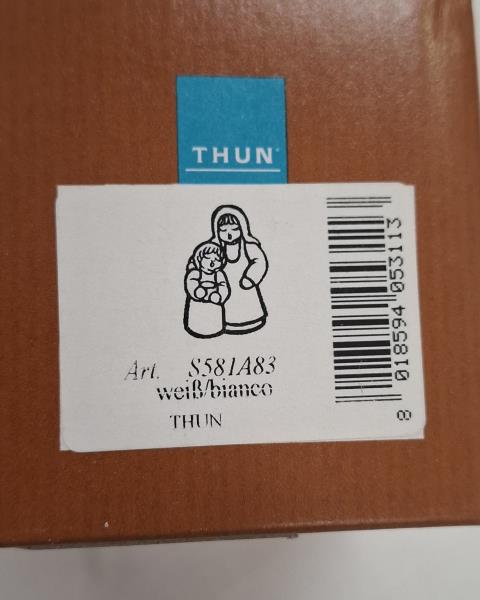 THUN
Art. S581A83
weiß/bianco
THUN
8 018594 053113